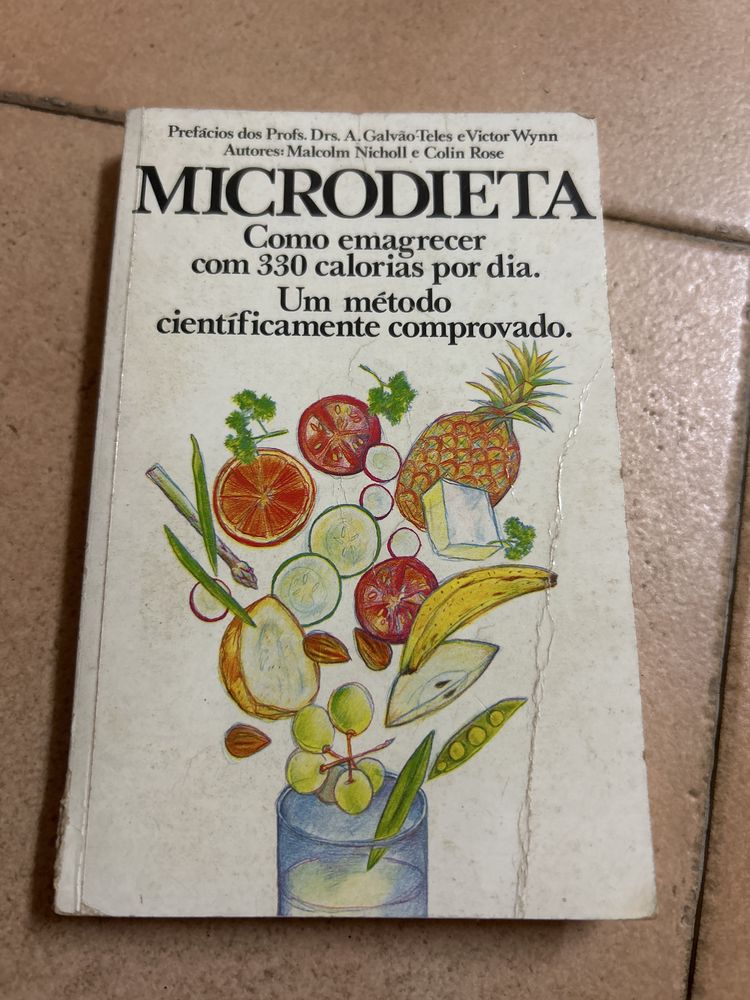 Prefácios dos Profs. Drs. A. Galvão-Teles e Victor Wynn
Autores: Malcolm Nicholl e Colin Rose
MICRODIETA
Como emagrecer
com 330 calorias por dia.
Um método
científicamente comprovado.